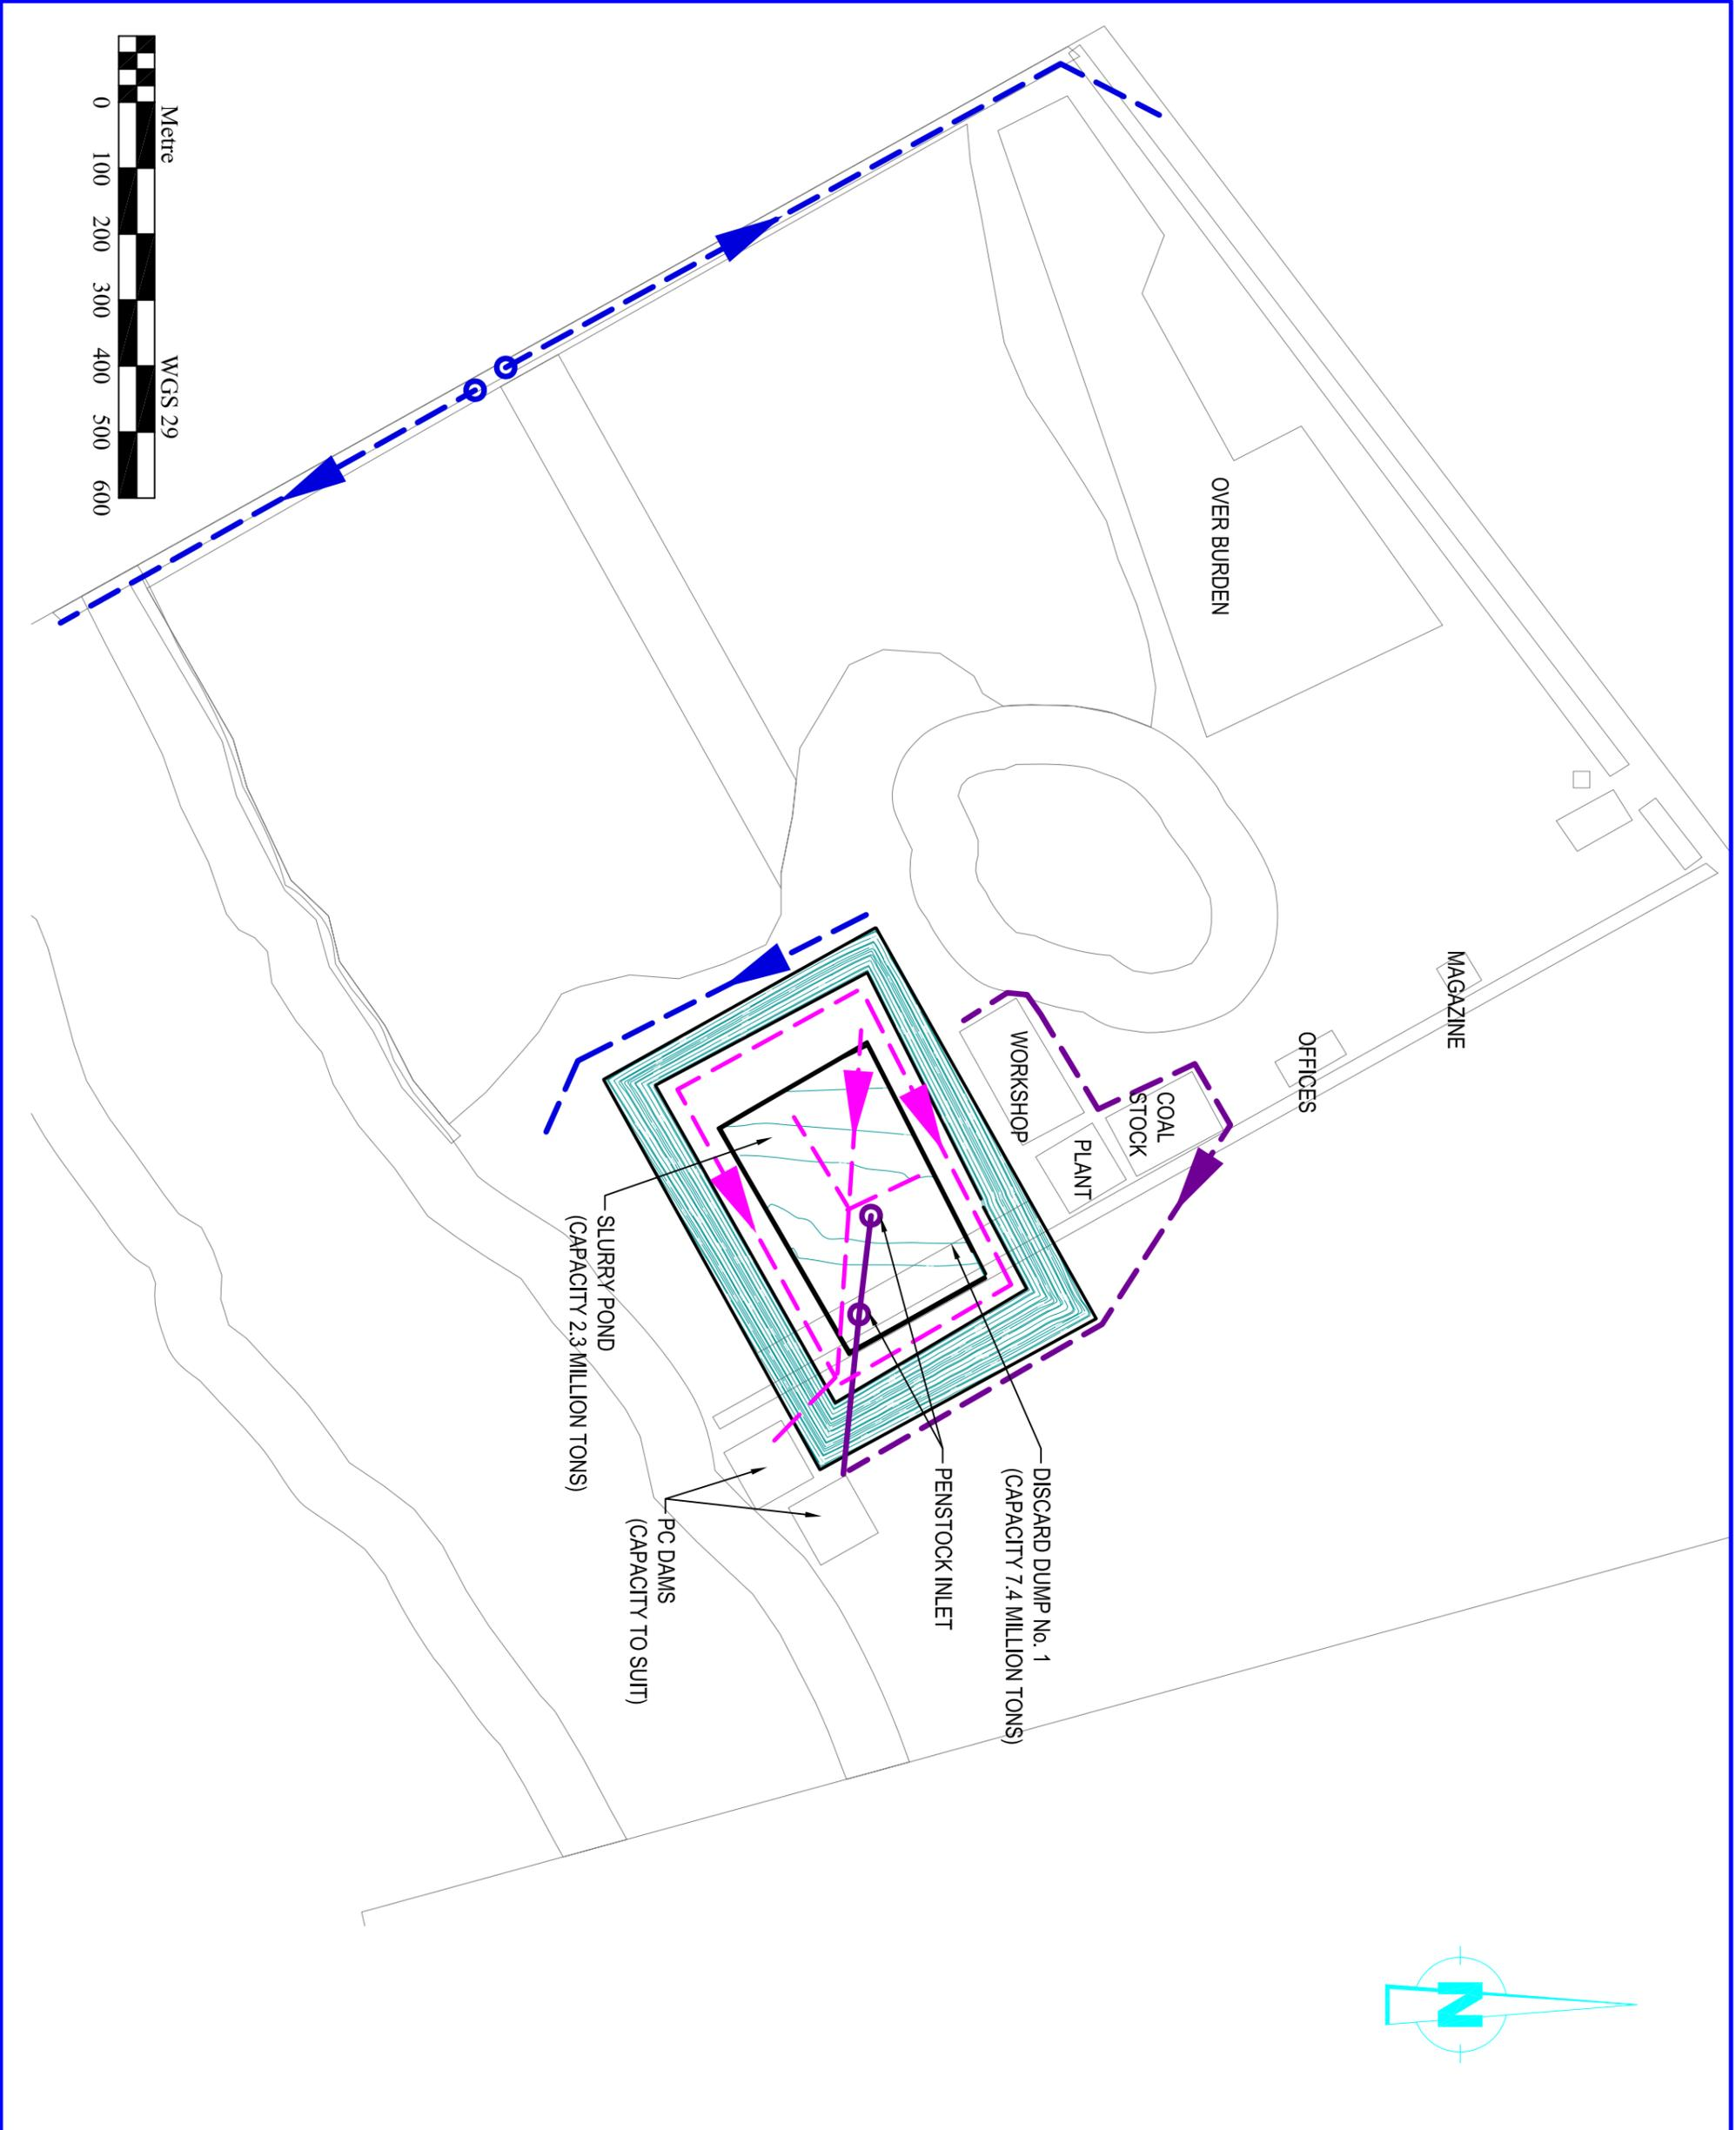 OVER BURDEN
MAGAZINE
OFFICES
WORKSHOP
COAL
STOCK
PLANT
DISCARD DUMP No. 1
(CAPACITY 7.4 MILLION TONS)
PENSTOCK INLET
SLURRY POND
(CAPACITY 2.3 MILLION TONS)
PC DAMS
(CAPACITY TO SUIT)
N
Metre
WGS 29
0 100 200 300 400 500 600